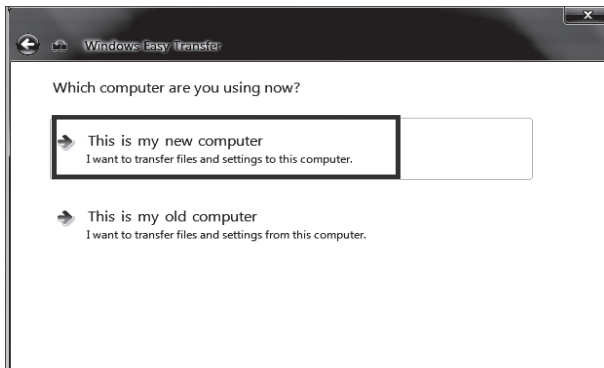 Windows Easy Transfer
Which computer are you using now?
This is my new computer
I want to transfer files and settings to this computer.
This is my old computer
I want to transfer files and settings from this computer.